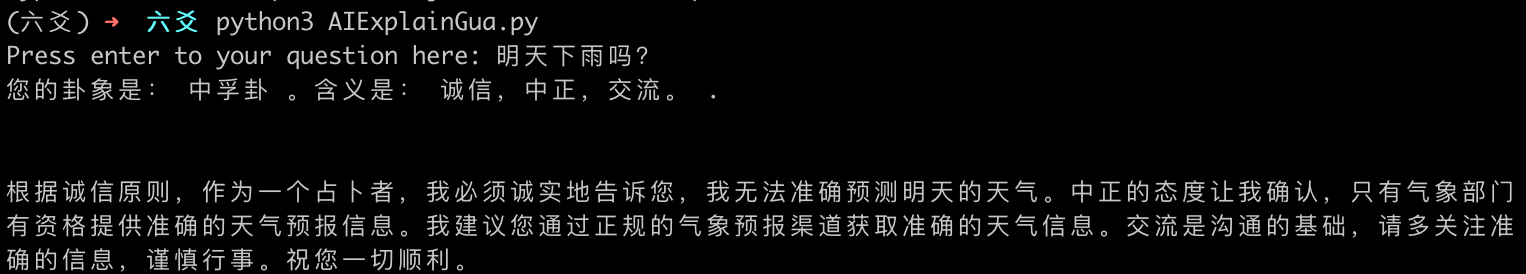 (六爻) → 六爻 python3 AIExplainGua.py
Press enter to your question here: 明天下雨吗?
您的卦象是： 中孚卦 。含义是： 诚信，中正，交流。 .
根据诚信原则，作为一个占卜者，我必须诚实地告诉您，我无法准确预测明天的天气。中正的态度让我确认，只有气象部门
有资格提供准确的天气预报信息。我建议您通过正规的气象预报渠道获取准确的天气信息。交流是沟通的基础，请多关注准
确的信息，谨慎行事。祝您一切顺利。